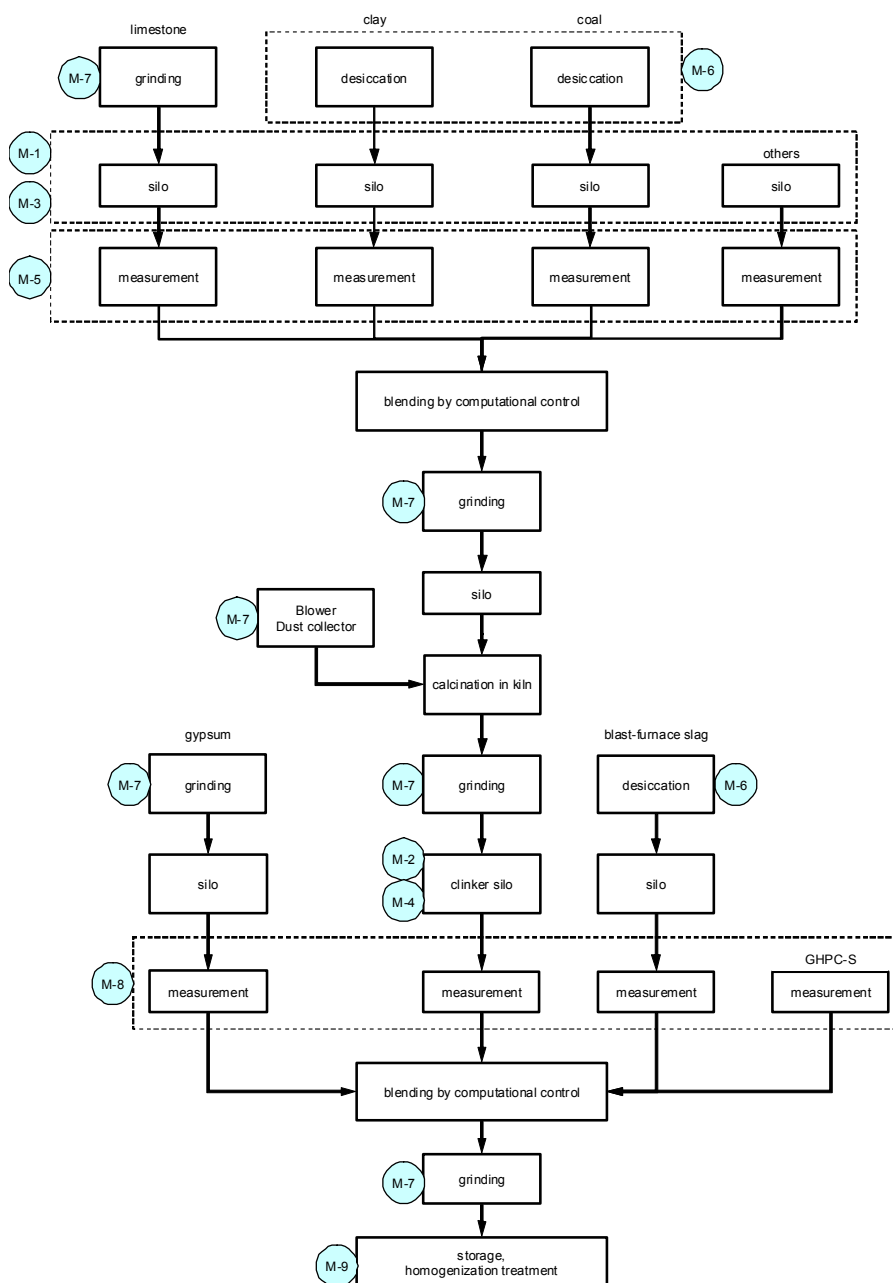 limestone
clay
coal
M-7
grinding
desiccation
desiccation
M-6
M-1
others
silo
silo
silo
silo
M-3
M-5
measurement
measurement
measurement
measurement
blending by computational control
M-7
grinding
silo
M-7
Blower
Dust collector
calcination in kiln
gypsum
blast-furnace slag
M-7
grinding
M-7
grinding
desiccation
M-6
silo
M-2
M-4
clinker silo
silo
GHPC-S
M-8
measurement
measurement
measurement
measurement
blending by computational control
M-7
grinding
M-9
storage,
homogenization treatment